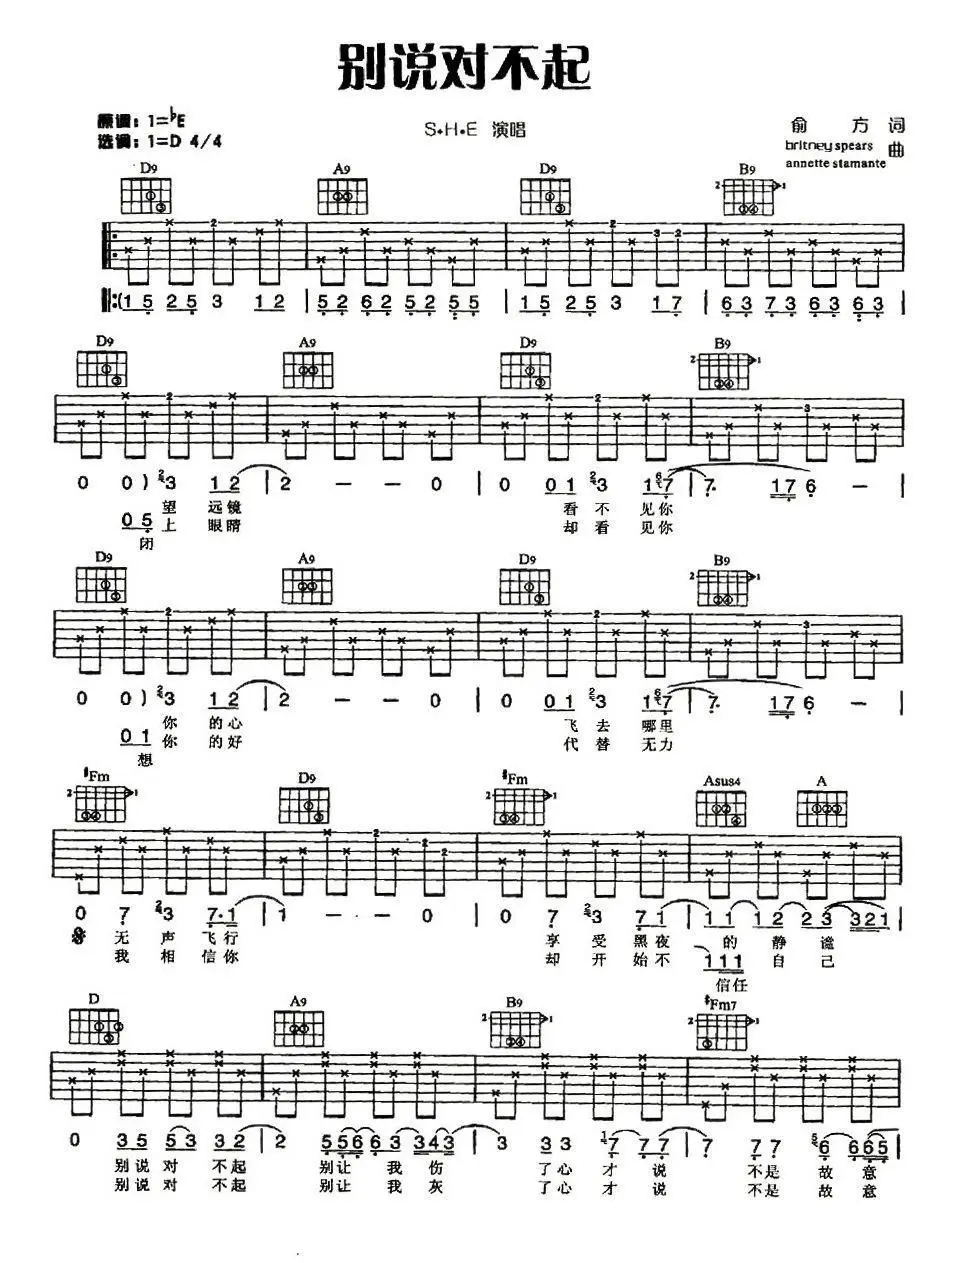 别说对不起
原调：1=♭E
选调：1=D 4/4
S·H·E 演唱
俞 方 词
britney spears
annette stamante 曲
D9 A9 D9 B9
(1 5 2 5 3 1 2 | 5 2 6 2 5 2 5 5 | 1 5 2 5 3 1 7 | 6 3 7 3 6 3 6 3 |
D9 A9 D9 B9
0 0 ) 3 1 2 | 2 — — 0 | 0 0 1 3 1 7 | 7 1 7 6 —
望 远 镜 看 不 见 你
0 5 上 眼 睛 却 看 见 你
闭
D9 A9 D9 B9
0 0 ) 3 1 2 | 2 — — 0 | 0 0 1 3 1 7 | 7 1 7 6 — |
你 的 心 飞 去 哪 里
0 1 你 的 好 代 替 无 力
想
#Fm D9 #Fm Asus4 A
0 7 3 7·1 | 1 — — 0 | 0 7 3 7 1 | 1 1 1 2 2 3 3 2 1 |
无 声 飞 行 享 受 黑 夜 的 静 谧
我 相 信 你 却 开 始 不 1 1 1 自 己
信任
D A9 B9 #Fm7
0 3 5 5 3 3 2 | 2 5 5 6 6 3 3 4 3 | 3 3 3 7 7 7 | 7 7 7 6 6 6 5
别 说 对 不 起 别 让 我 伤 了 心 才 说 不 是 故 意
别 说 对 不 起 别 让 我 灰 了 心 才 说 不 是 故 意